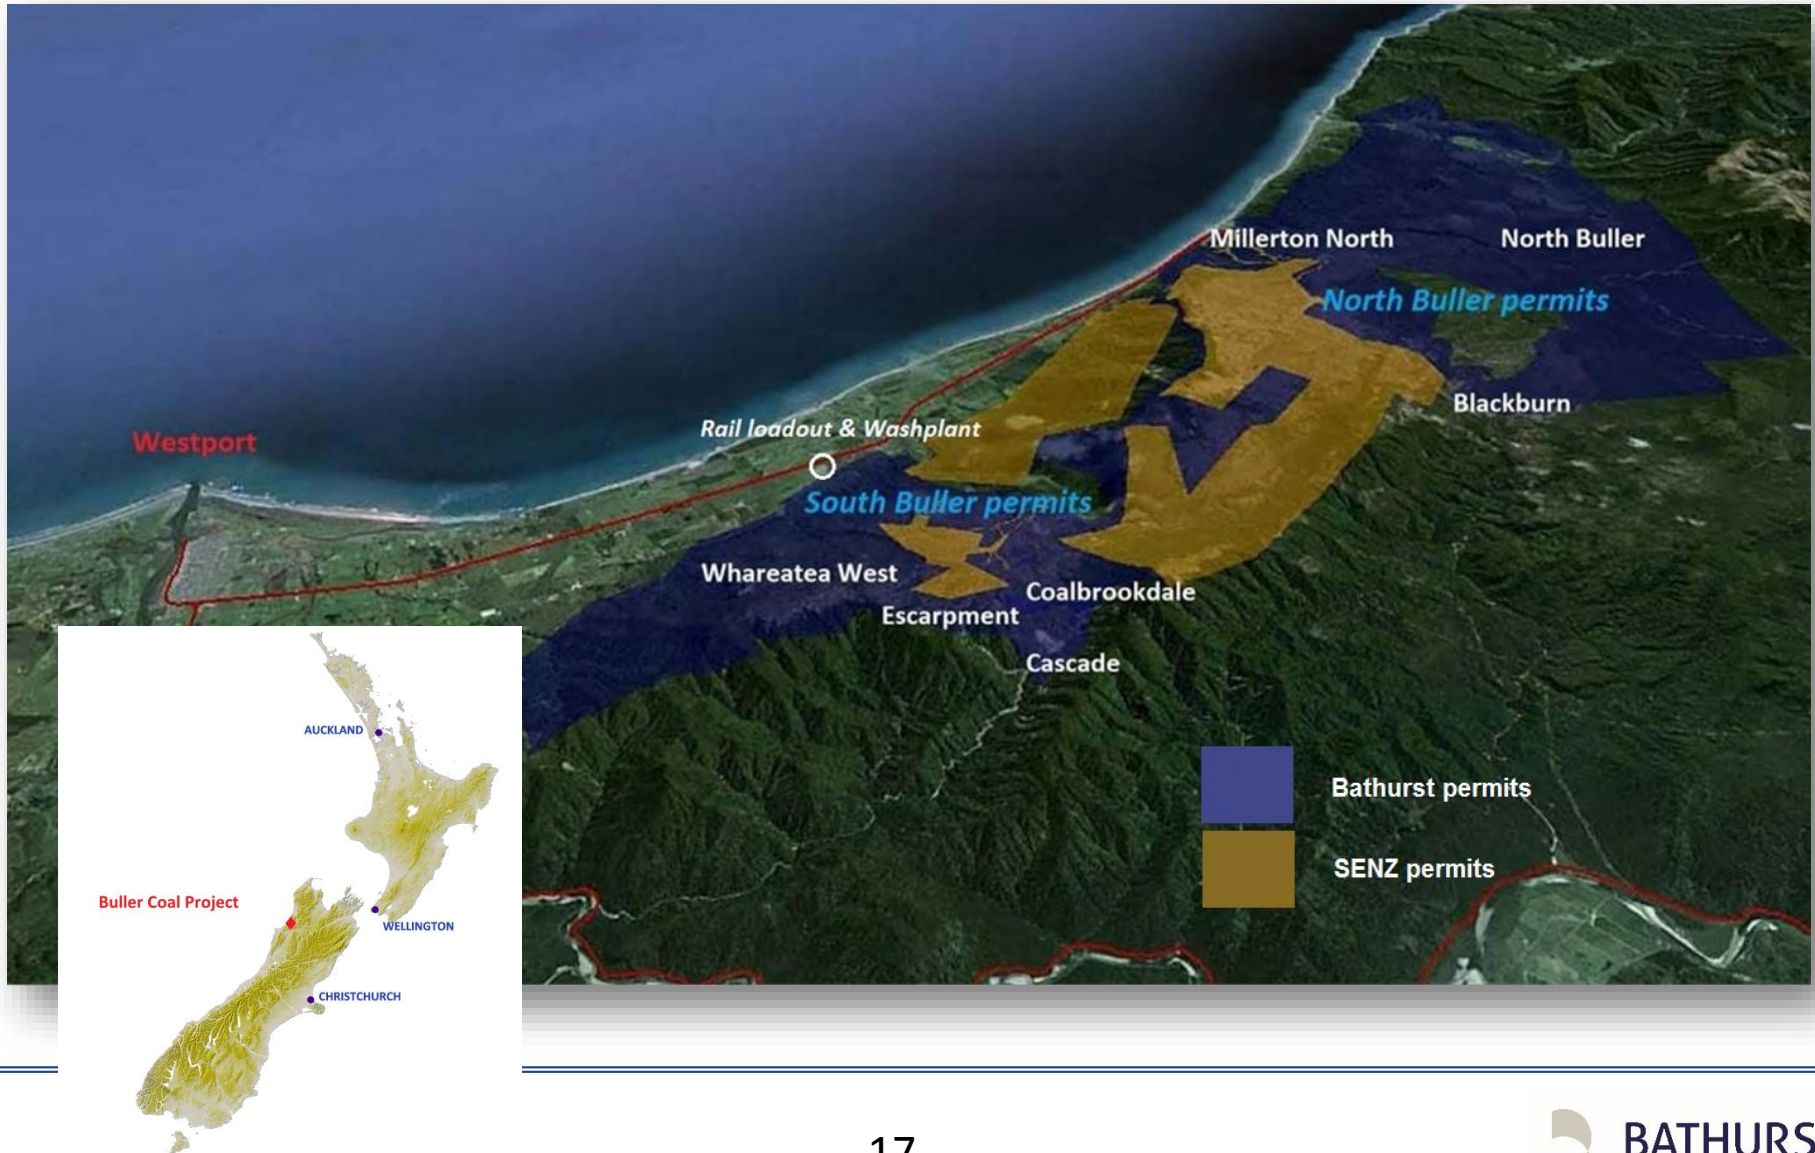 Millerton North
North Buller
North Buller permits
Blackburn
Rail loadout & Washplant
Westport
South Buller permits
Whareatea West
Coalbrookdale
Escarpment
Cascade
Bathurst permits
SENZ permits
AUCKLAND
Buller Coal Project
WELLINGTON
CHRISTCHURCH
17
BATHURS